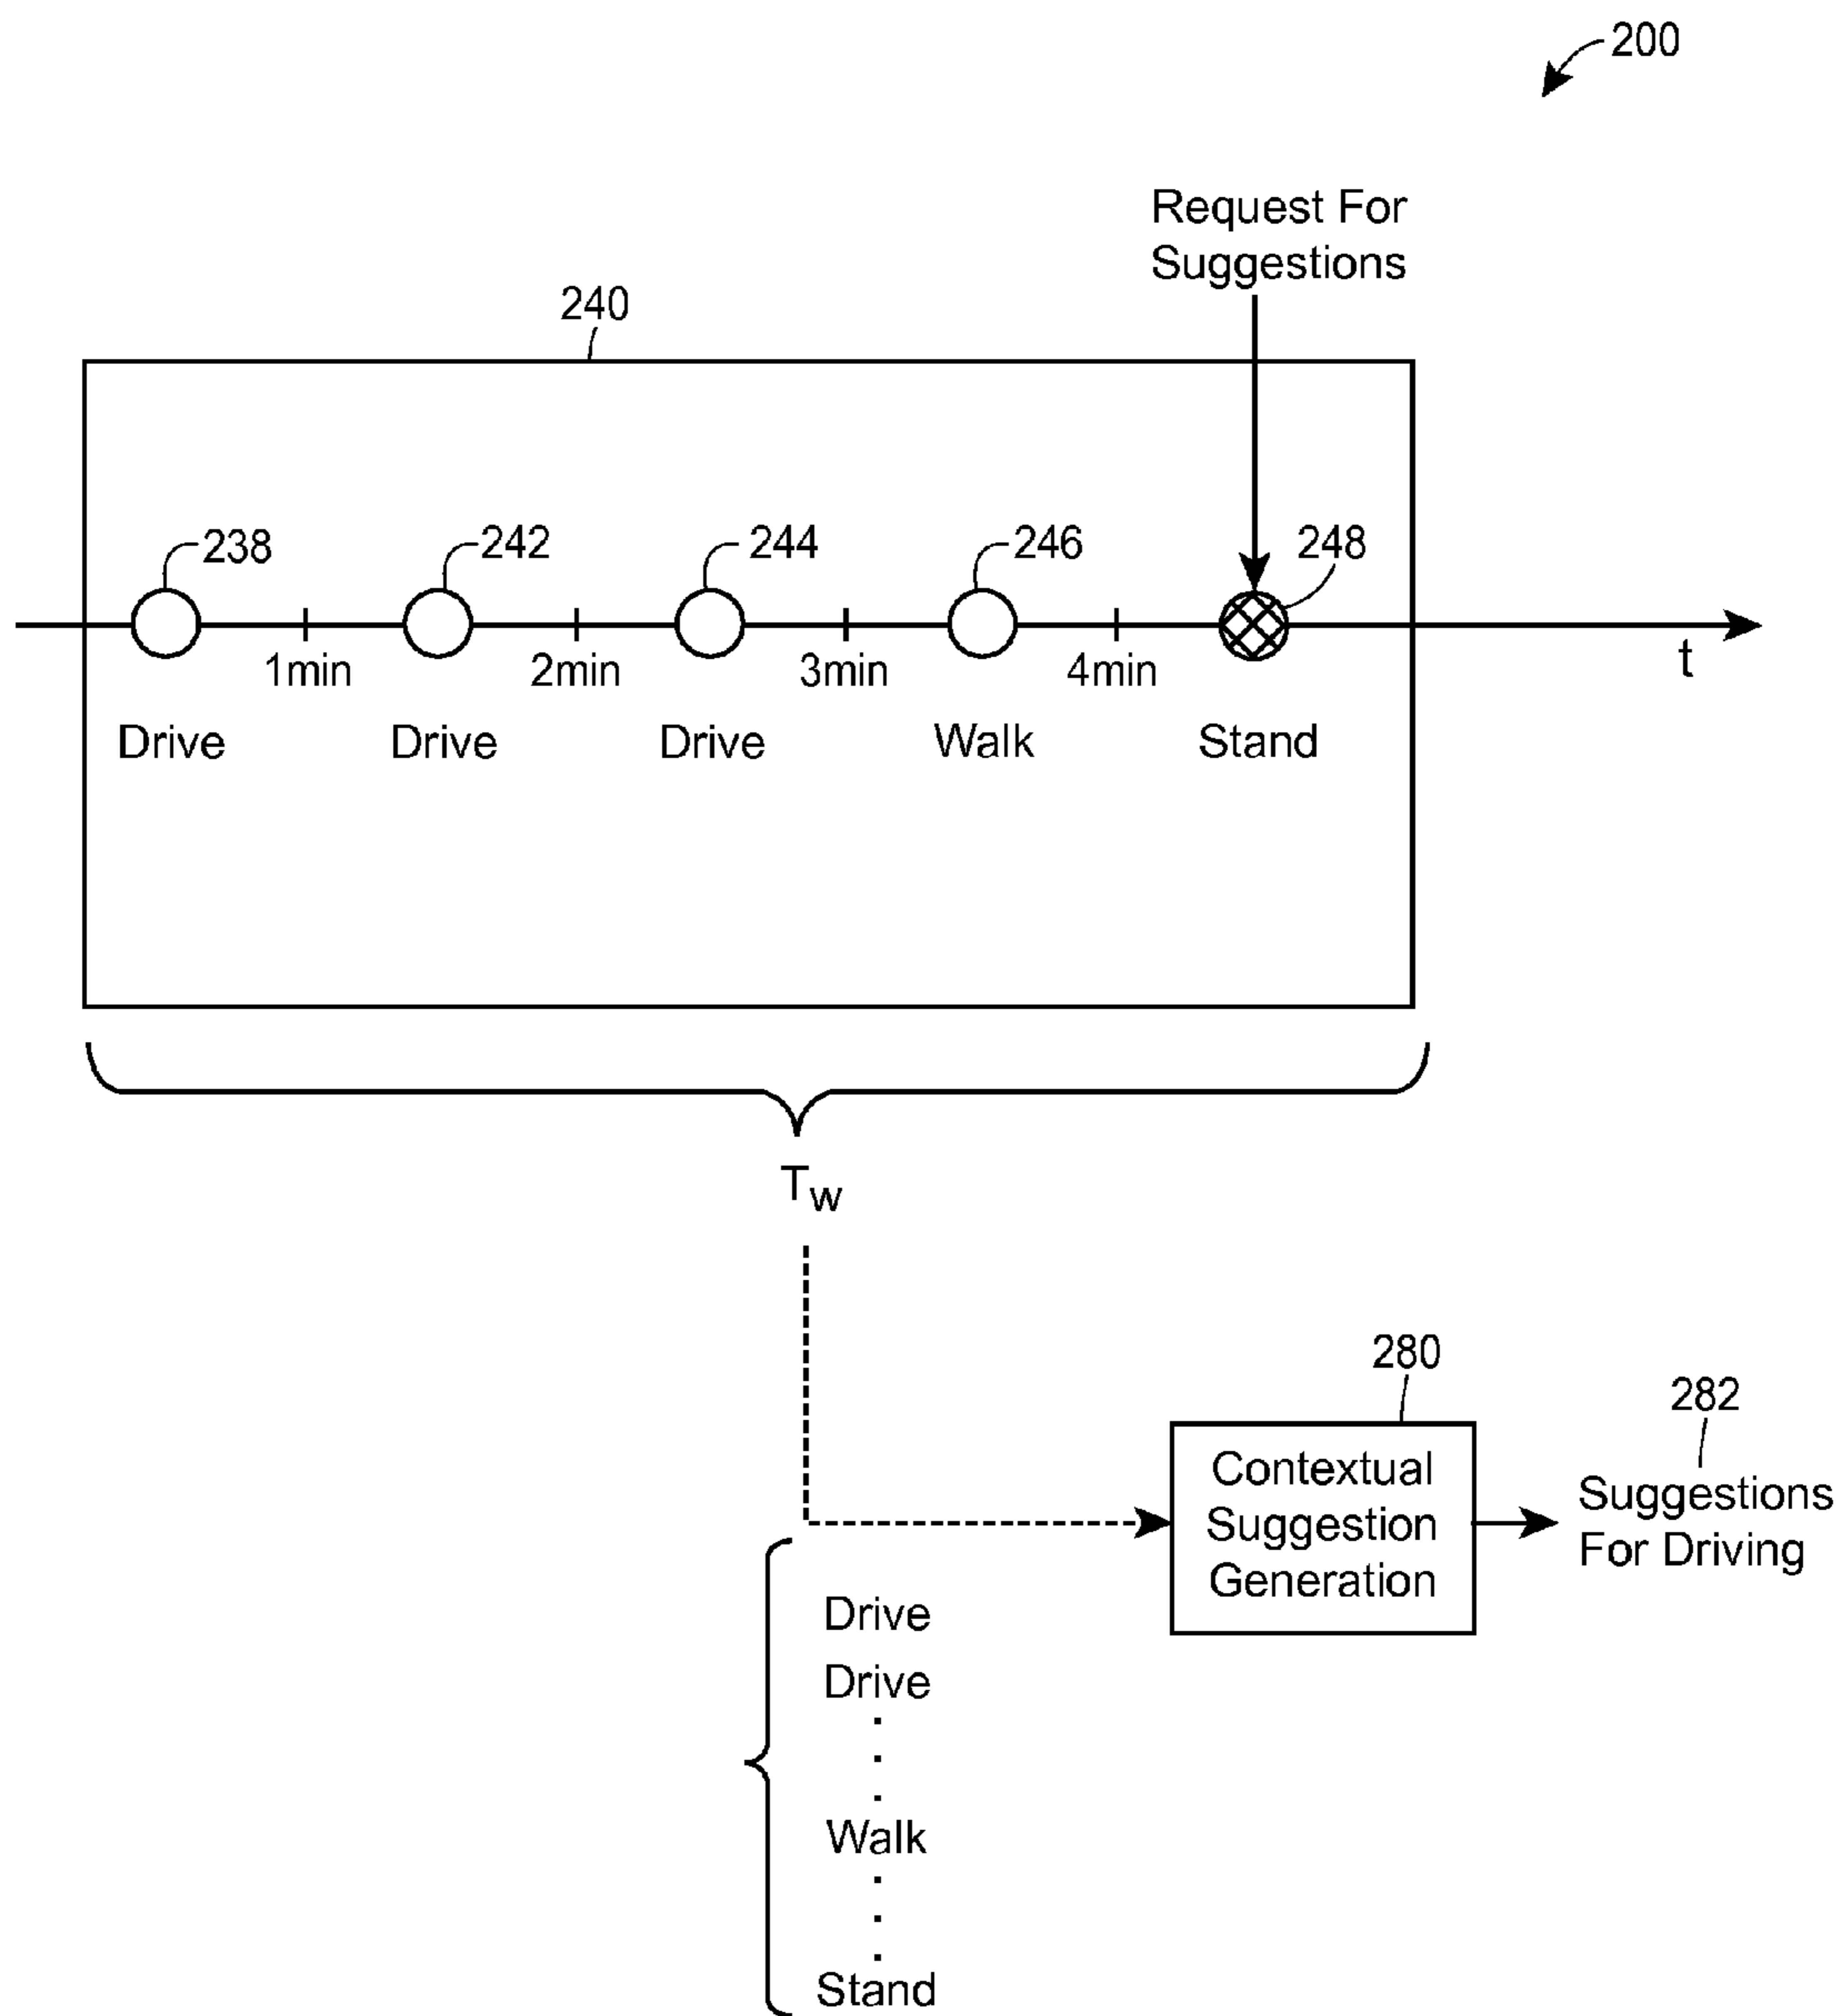 200
Request For
Suggestions
240
238
242
244
246
248
1min
2min
3min
4min
t
Drive
Drive
Drive
Walk
Stand
Tw
280
282
Contextual
Suggestion
Generation
Suggestions
For Driving
Drive
Drive
.
.
.
Walk
.
.
.
Stand